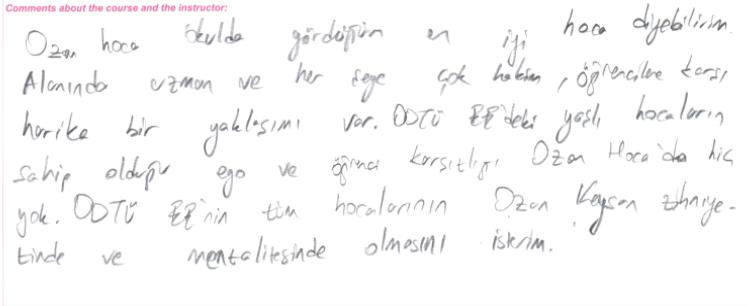 Comments about the course and the instructor:
Ozan hoca okulda gördüğüm en iyi hoca diyebilirim.
Alanında uzman ve her şeye çok hakim, öğrencilere karşı
harika bir yaklaşımı var. ODTÜ EE'deki yaşlı hocaların
sahip olduğu ego ve öğrenci karşıtlığı Ozan Hoca'da hiç
yok. ODTÜ EE'nin tüm hocalarının Ozan Keysan zihniye-
tinde ve mentalitesinde olmasını isterim.